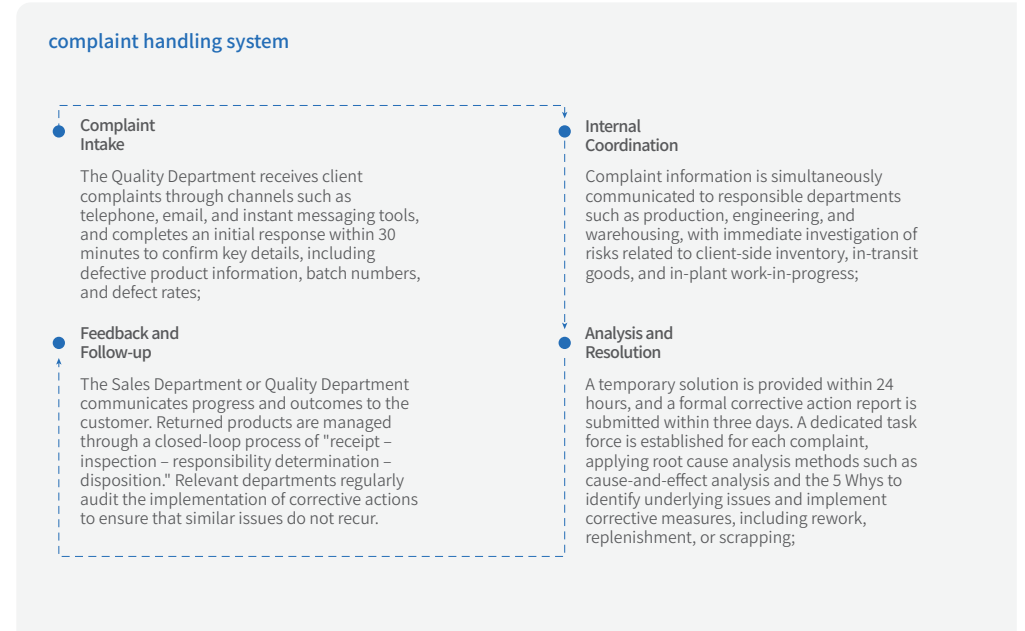 complaint handling system
Complaint
Intake
The Quality Department receives client
complaints through channels such as
telephone, email, and instant messaging tools,
and completes an initial response within 30
minutes to confirm key details, including
defective product information, batch numbers,
and defect rates;
Internal
Coordination
Complaint information is simultaneously
communicated to responsible departments
such as production, engineering, and
warehousing, with immediate investigation of
risks related to client-side inventory, in-transit
goods, and in-plant work-in-progress;
Analysis and
Resolution
A temporary solution is provided within 24
hours, and a formal corrective action report is
submitted within three days. A dedicated task
force is established for each complaint,
applying root cause analysis methods such as
cause-and-effect analysis and the 5 Whys to
identify underlying issues and implement
corrective measures, including rework,
replenishment, or scrapping;
Feedback and
Follow-up
The Sales Department or Quality Department
communicates progress and outcomes to the
customer. Returned products are managed
through a closed-loop process of "receipt –
inspection – responsibility determination –
disposition." Relevant departments regularly
audit the implementation of corrective actions
to ensure that similar issues do not recur.